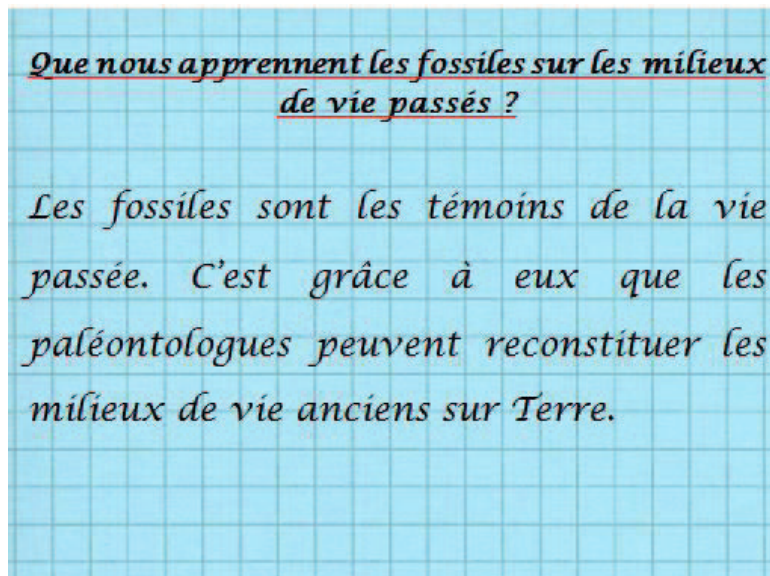 Que nous apprennent les fossiles sur les milieux
de vie passés ?
Les fossiles sont les témoins de la vie
passée. C'est grâce à eux que les
paléontologues peuvent reconstituer les
milieux de vie anciens sur Terre.